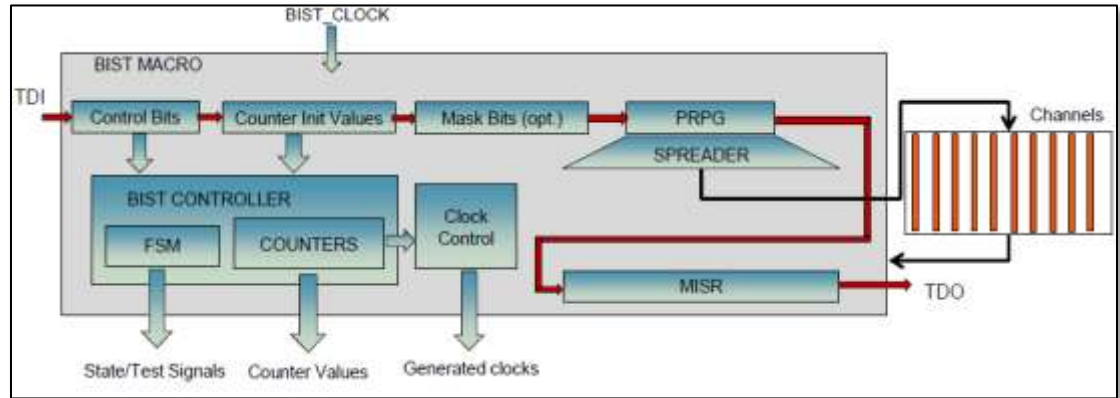 BIST_CLOCK
BIST MACRO
TDI
Control Bits
Counter Init Values
Mask Bits (opt.)
PRPG
SPREADER
Channels
BIST CONTROLLER
FSM
COUNTERS
Clock
Control
MISR
TDO
State/Test Signals
Counter Values
Generated clocks